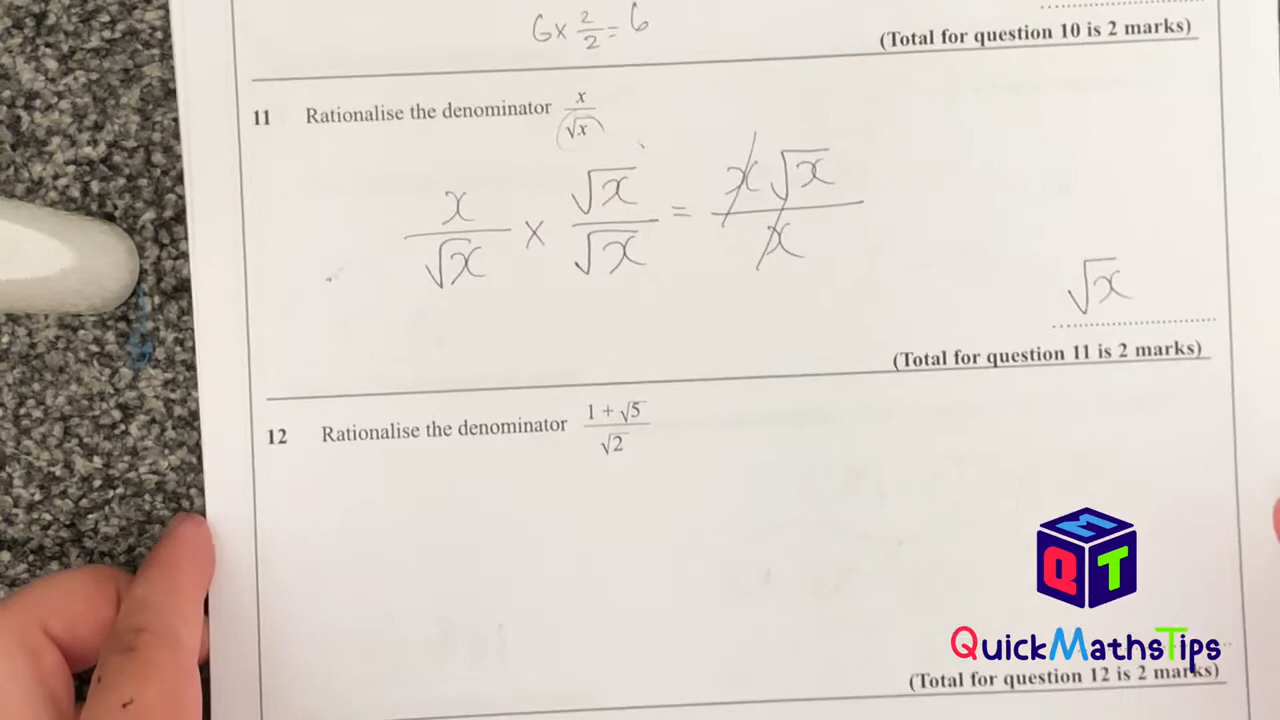 6 × 2/2 = 6
(Total for question 10 is 2 marks)
11 Rationalise the denominator x/√x
x/√x × √x/√x = x√x/x
√x
(Total for question 11 is 2 marks)
12 Rationalise the denominator (1 + √5)/√2
M
Q T
QuickMathsTips
(Total for question 12 is 2 marks)